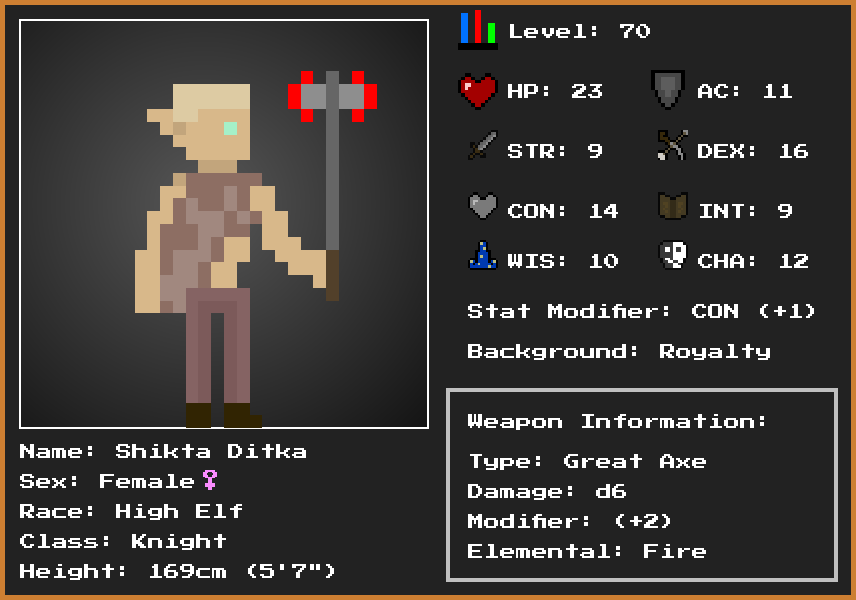 Level: 70
HP: 23
AC: 11
STR: 9
DEX: 16
CON: 14
INT: 9
WIS: 10
CHA: 12
Stat Modifier: CON (+1)
Background: Royalty
Weapon Information:
Type: Great Axe
Damage: d6
Modifier: (+2)
Elemental: Fire
Name: Shikta Ditka
Sex: Female♀
Race: High Elf
Class: Knight
Height: 169cm (5'7")